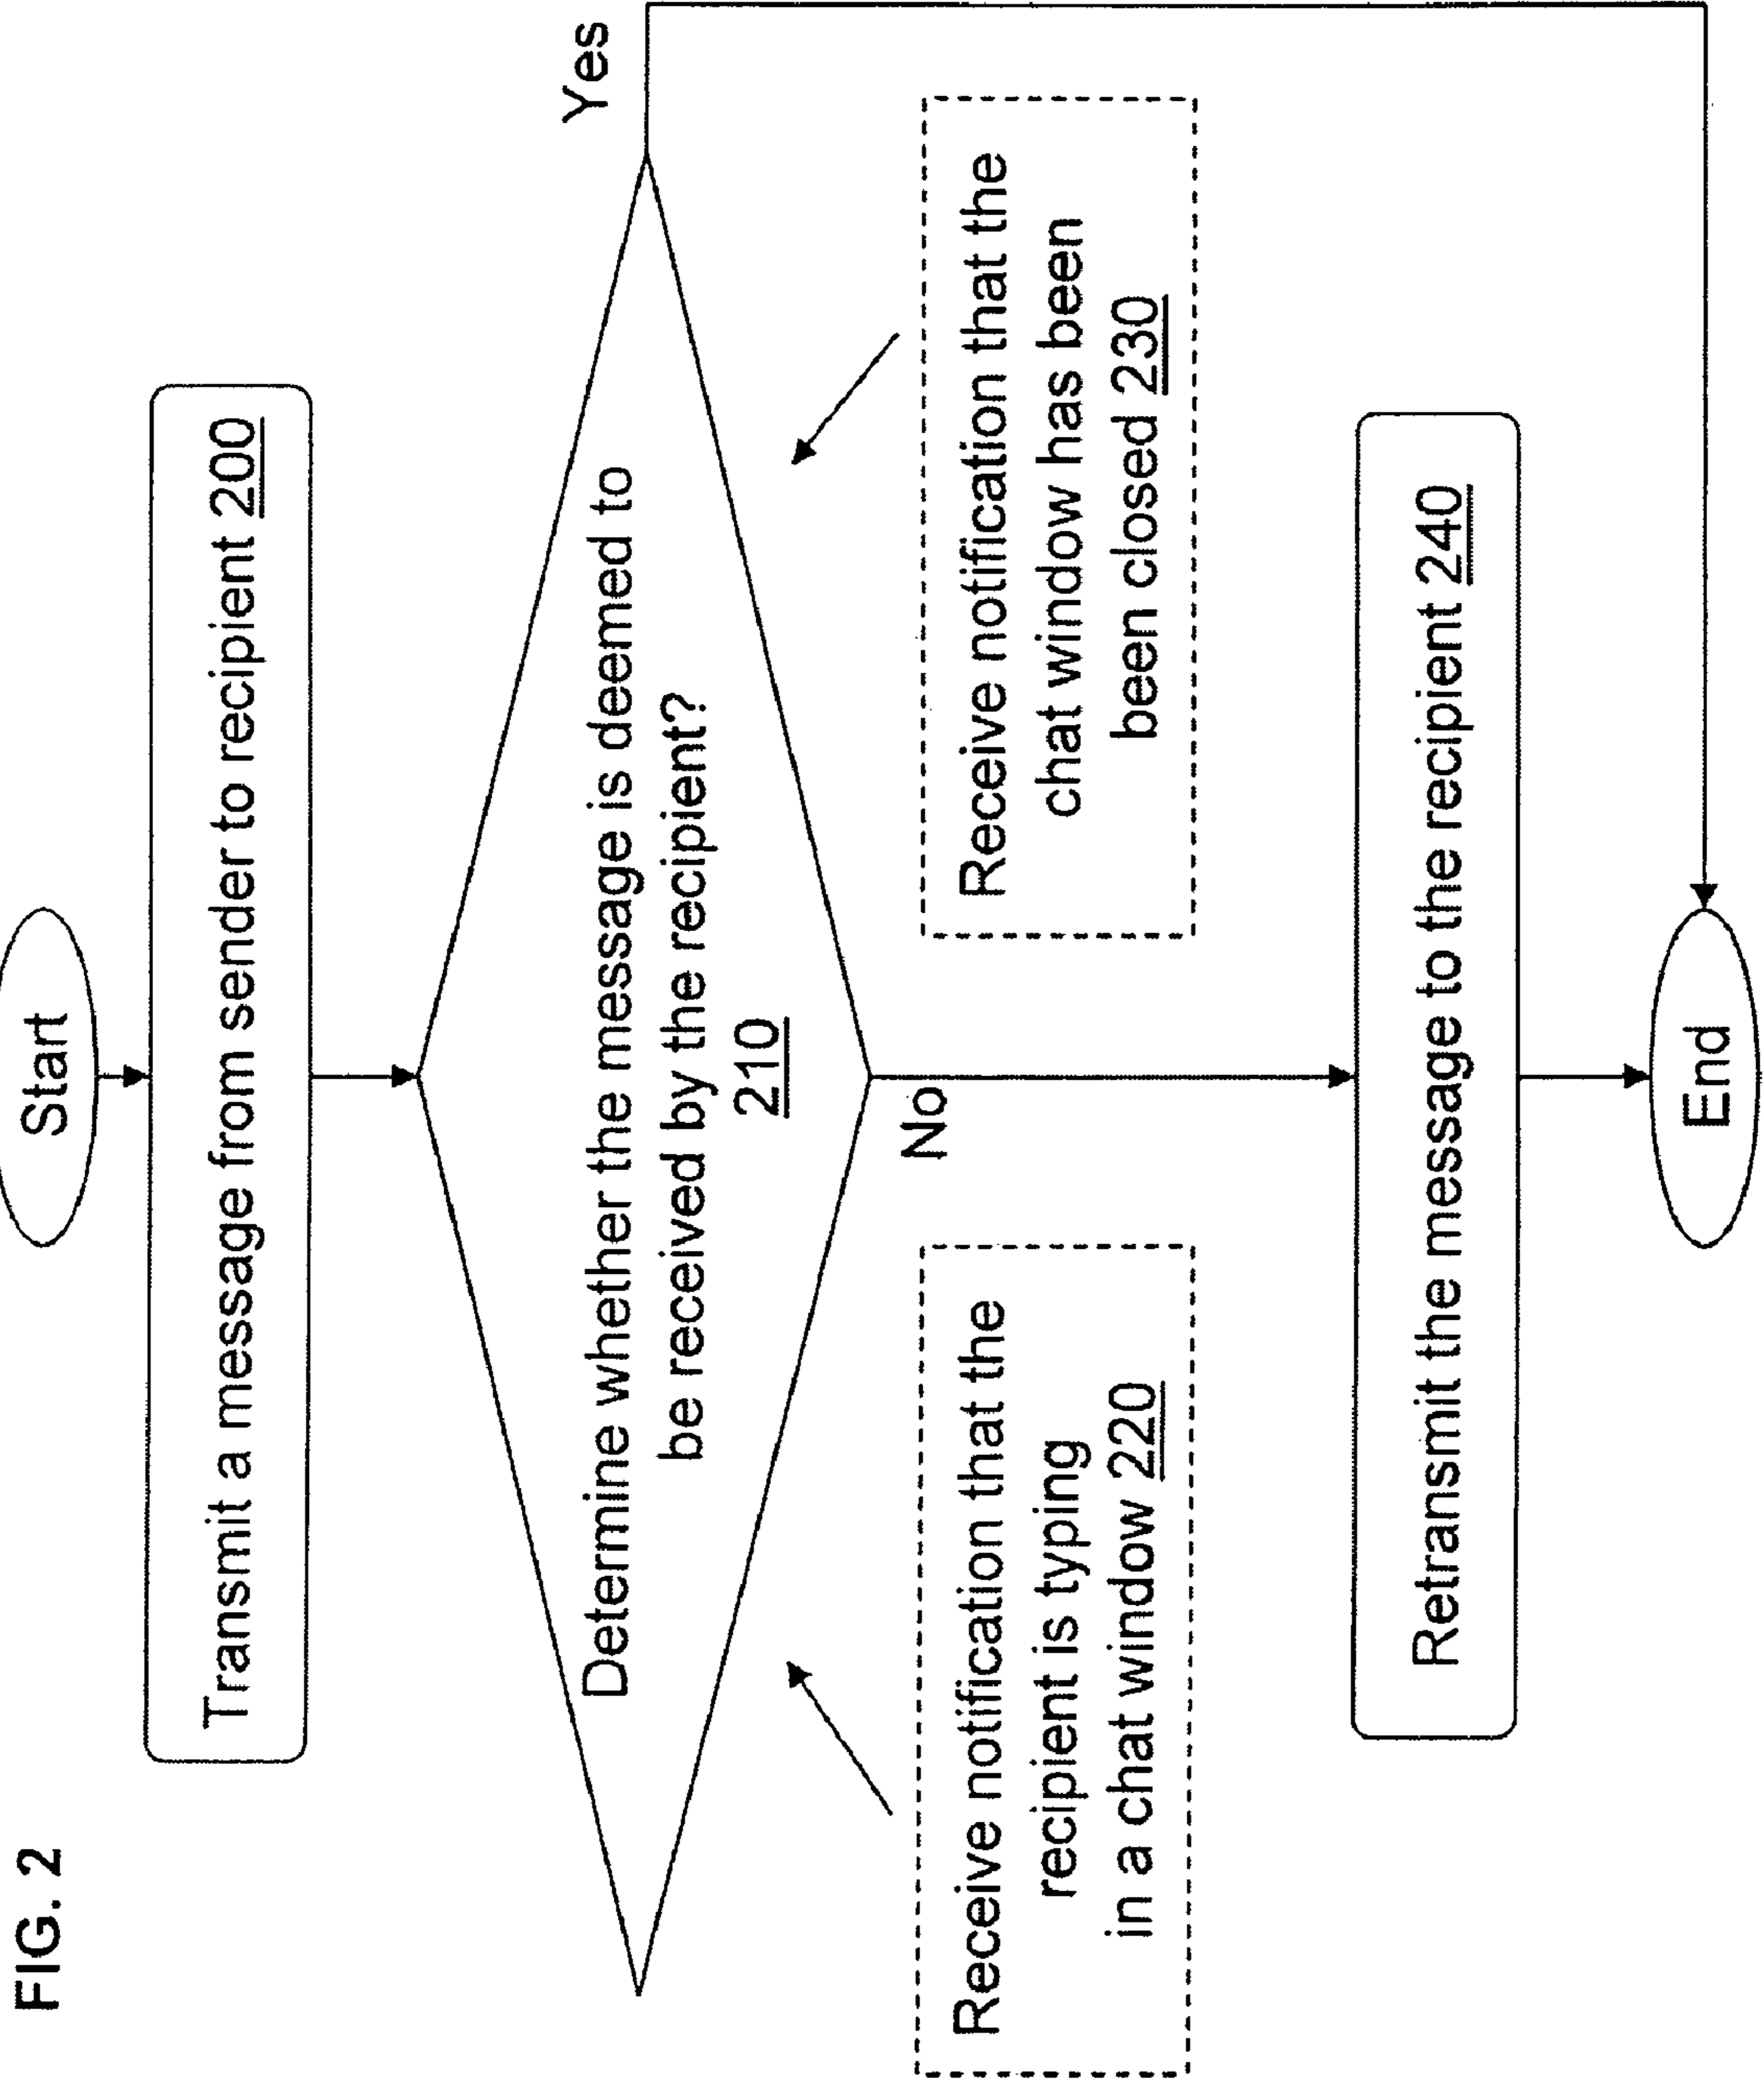 FIG. 2
Start
Transmit a message from sender to recipient 200
Determine whether the message is deemed to
be received by the recipient?
210
Yes
No
Receive notification that the
recipient is typing
in a chat window 220
Receive notification that the
chat window has been
been closed 230
Retransmit the message to the recipient 240
End